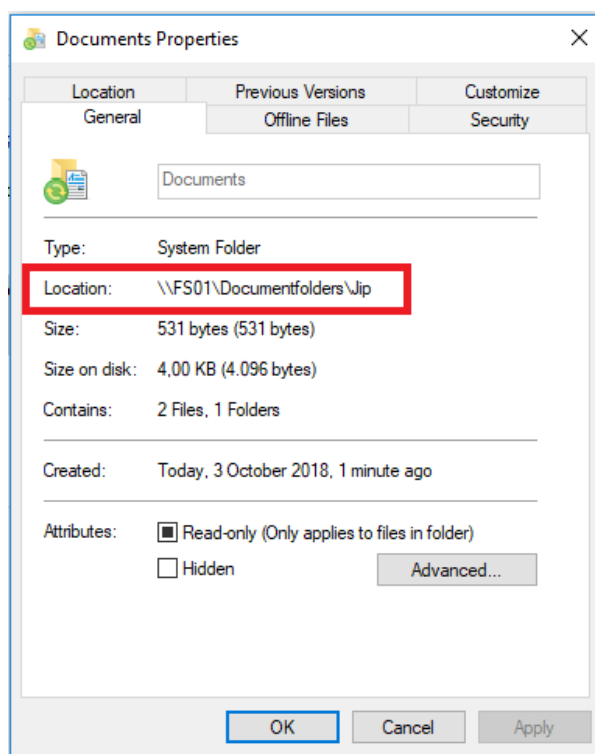 Documents Properties
Location Previous Versions Customize
General Offline Files Security
Documents
Type: System Folder
Location: \\FS01\Documentfolders\Jip
Size: 531 bytes (531 bytes)
Size on disk: 4,00 KB (4.096 bytes)
Contains: 2 Files, 1 Folders
Created: Today, 3 October 2018, 1 minute ago
Attributes: Read-only (Only applies to files in folder)
Hidden Advanced...
OK Cancel Apply